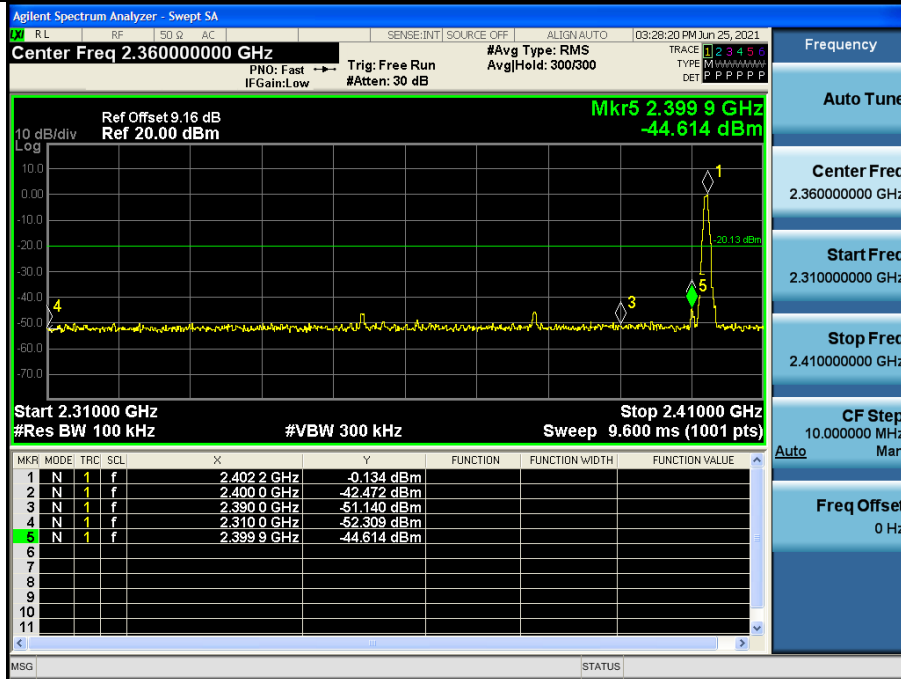 Agilent Spectrum Analyzer - Swept SA
LXI RL RF 50 Ω AC SENSE:INT SOURCE OFF ALIGN AUTO 03:28:20 PM Jun 25, 2021
Center Freq 2.360000000 GHz
PNO: Fast
IFGain:Low
Trig: Free Run
#Atten: 30 dB
#Avg Type: RMS
Avg|Hold: 300/300
TRACE 1 2 3 4 5 6
TYPE MWWWWW
DET P P P P P P
Mkr5 2.399 9 GHz
-44.614 dBm
Ref Offset 9.16 dB
10 dB/div Ref 20.00 dBm
Log
10.0
0.00
-10.0
-20.0
-30.0
-40.0
-50.0
-60.0
-70.0
1
-20.13 dBm
5
3
4
Start 2.31000 GHz Stop 2.41000 GHz
#Res BW 100 kHz #VBW 300 kHz Sweep 9.600 ms (1001 pts)
MKR MODE TRC SCL X Y FUNCTION FUNCTION WIDTH FUNCTION VALUE
1 N 1 f 2.402 2 GHz -0.134 dBm
2 N 1 f 2.400 0 GHz -42.472 dBm
3 N 1 f 2.390 0 GHz -51.140 dBm
4 N 1 f 2.310 0 GHz -52.309 dBm
5 N 1 f 2.399 9 GHz -44.614 dBm
6
7
8
9
10
11
MSG STATUS
Frequency
Auto Tune
Center Freq
2.360000000 GHz
Start Freq
2.310000000 GHz
Stop Freq
2.410000000 GHz
CF Step
10.000000 MHz
Auto Man
Freq Offset
0 Hz